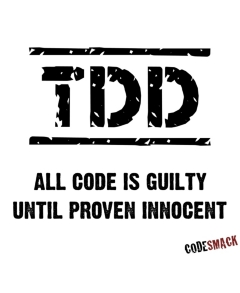 TDD
ALL CODE IS GUILTY
UNTIL PROVEN INNOCENT
CODESMACK